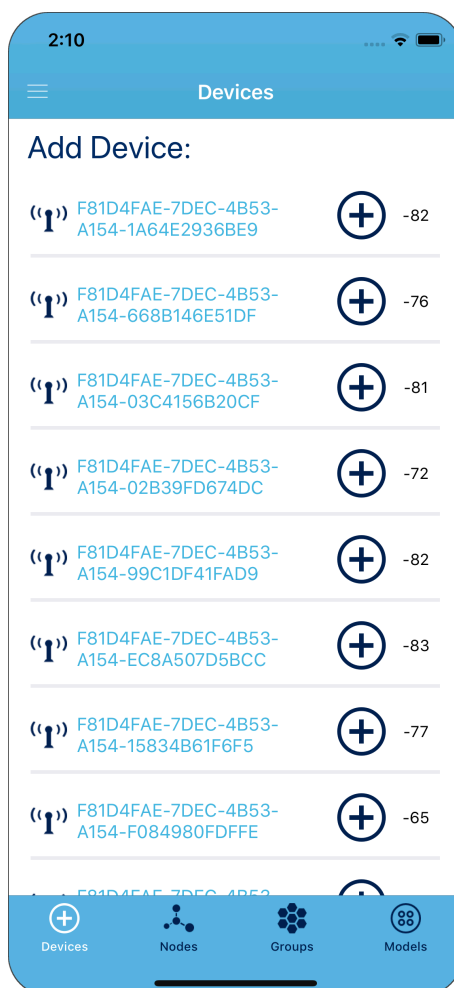 2:10
Devices
Add Device:
F81D4FAE-7DEC-4B53-
A154-1A64E2936BE9
-82
F81D4FAE-7DEC-4B53-
A154-668B146E51DF
-76
F81D4FAE-7DEC-4B53-
A154-03C4156B20CF
-81
F81D4FAE-7DEC-4B53-
A154-02B39FD674DC
-72
F81D4FAE-7DEC-4B53-
A154-99C1DF41FAD9
-82
F81D4FAE-7DEC-4B53-
A154-EC8A507D5BCC
-83
F81D4FAE-7DEC-4B53-
A154-15834B61F6F5
-77
F81D4FAE-7DEC-4B53-
A154-F084980FDFFE
-65
F81D4FAE-7DEC-4B53-
Devices
Nodes
Groups
Models